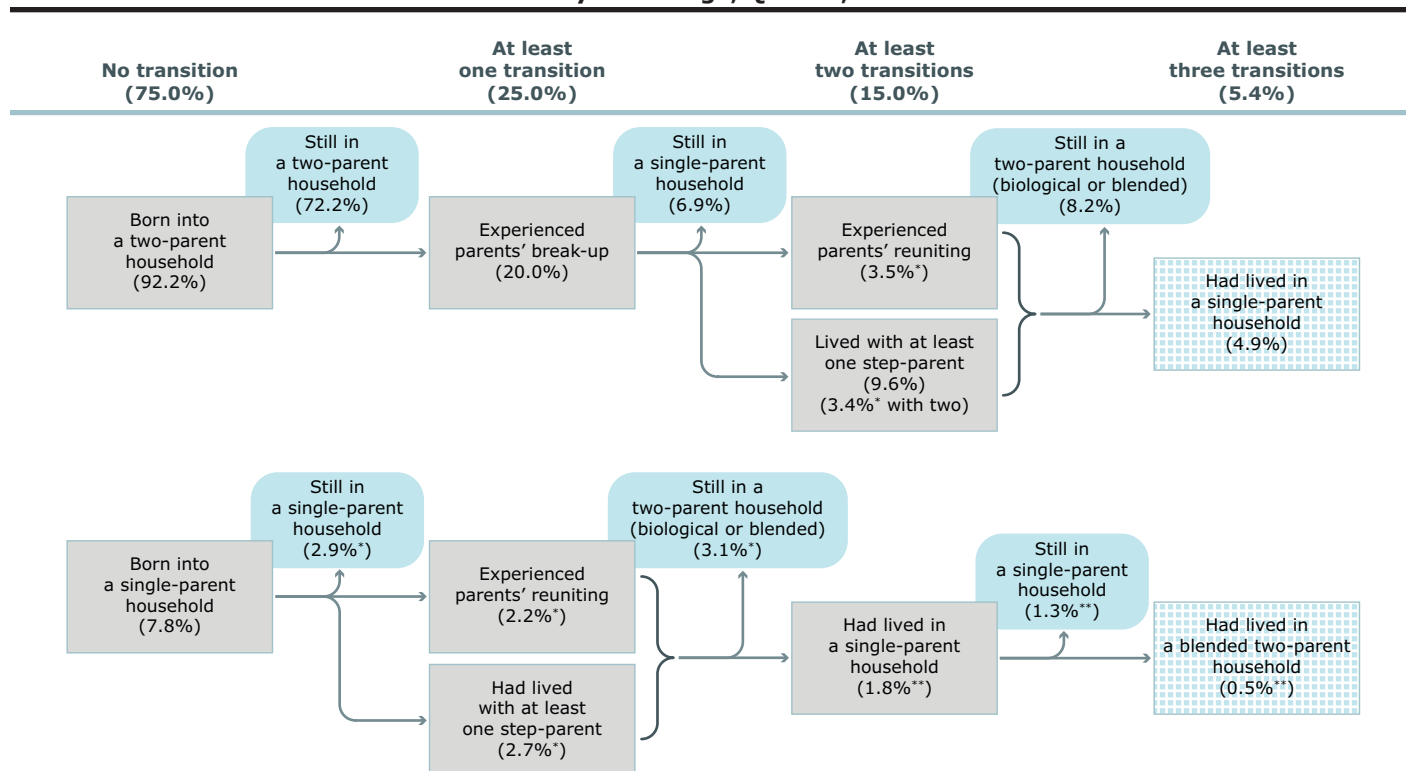 No transition
(75.0%)
At least
one transition
(25.0%)
At least
two transitions
(15.0%)
At least
three transitions
(5.4%)
Born into
a two-parent
household
(92.2%)
Still in
a two-parent
household
(72.2%)
Experienced
parents’ break-up
(20.0%)
Still in
a single-parent
household
(6.9%)
Experienced
parents’ reuniting
(3.5%*)
Lived with at least
one step-parent
(9.6%)
(3.4%* with two)
Still in a
two-parent household
(biological or blended)
(8.2%)
Had lived in
a single-parent
household
(4.9%)
Born into
a single-parent
household
(7.8%)
Still in
a single-parent
household
(2.9%*)
Experienced
parents’ reuniting
(2.2%*)
Had lived
with at least
one step-parent
(2.7%*)
Still in a
two-parent household
(biological or blended)
(3.1%*)
Had lived in
a single-parent
household
(1.8%**)
Still in
a single-parent
household
(1.3%**)
Had lived in
a blended two-parent
household
(0.5%**)